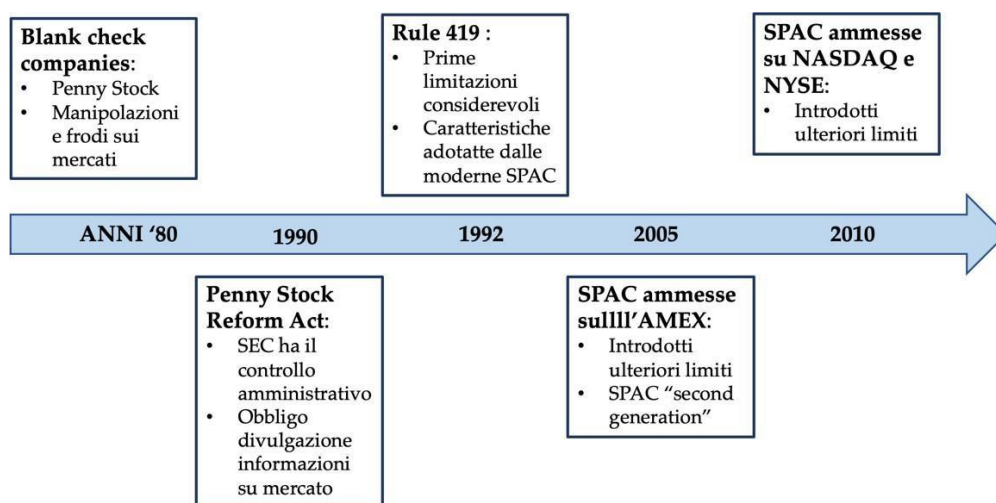 Blank check
companies:
• Penny Stock
• Manipolazioni
e frodi sui
mercati
Rule 419 :
• Prime
limitazioni
considerevoli
• Caratteristiche
adotatte dalle
moderne SPAC
SPAC ammesse
su NASDAQ e
NYSE:
• Introdotti
ulteriori limiti
ANNI ‘80
1990
1992
2005
2010
Penny Stock
Reform Act:
• SEC ha il
controllo
amministrativo
• Obbligo
divulgazione
informazioni
su mercato
SPAC ammesse
sullll’AMEX:
• Introdotti
ulteriori limiti
• SPAC “second
generation”